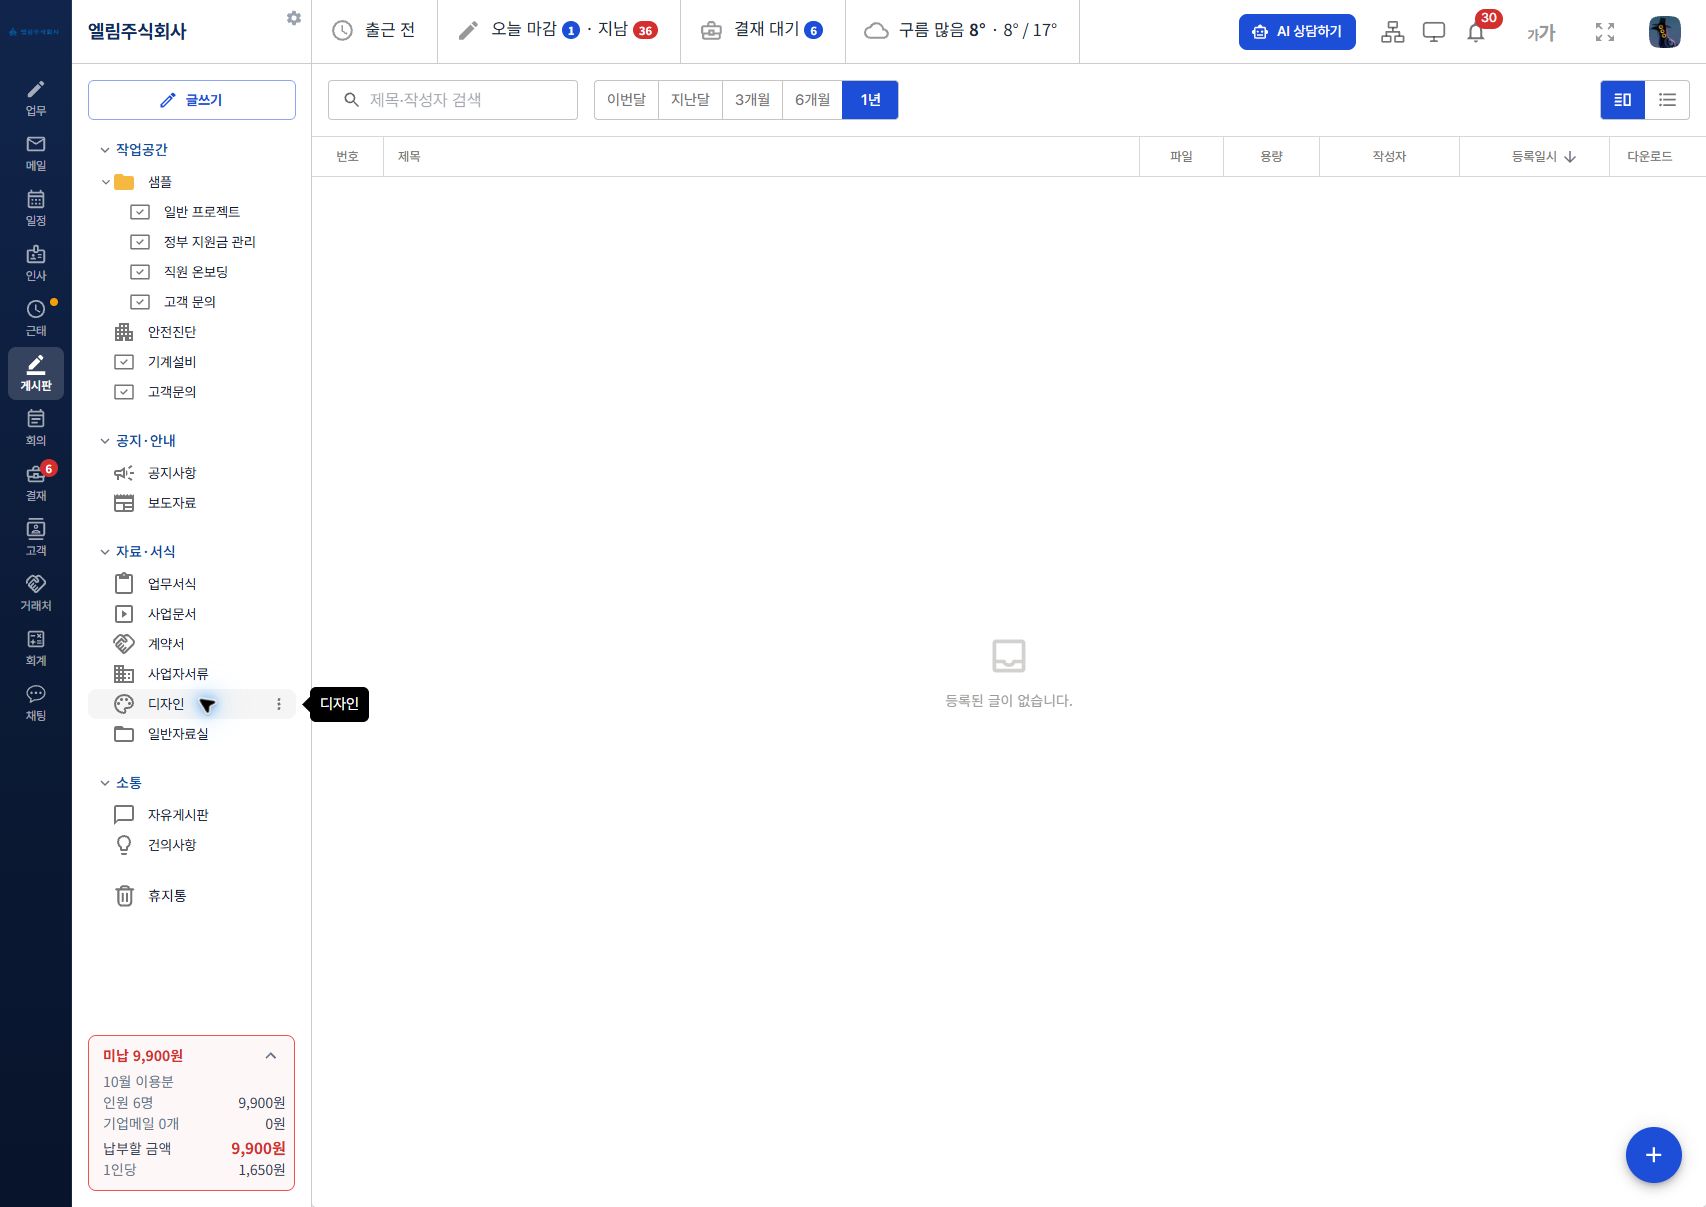 엘림주식회사
엘림주식회사
출근 전
오늘 마감 1 · 지남 36
결재 대기 6
구름 많음 8° · 8° / 17°
AI 상담하기
30
가가
업무
메일
일정
인사
근태
게시판
회의
6
결재
고객
거래처
회계
채팅
글쓰기
작업공간
샘플
일반 프로젝트
정부 지원금 관리
직원 온보딩
고객 문의
안전진단
기계설비
고객문의
공지·안내
공지사항
보도자료
자료·서식
업무서식
사업문서
계약서
사업자서류
디자인
디자인
일반자료실
소통
자유게시판
건의사항
휴지통
미납 9,900원
10월 이용분
인원 6명 9,900원
기업메일 0개 0원
납부할 금액 9,900원
1인당 1,650원
제목·작성자 검색
이번달 지난달 3개월 6개월 1년
번호 제목 파일 용량 작성자 등록일시 다운로드
등록된 글이 없습니다.